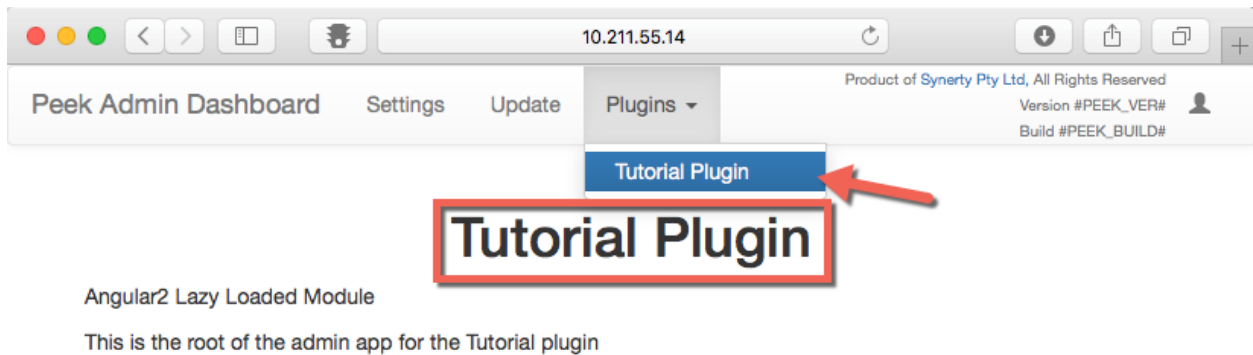 10.211.55.14
Peek Admin Dashboard Settings Update Plugins
Product of Synerty Pty Ltd, All Rights Reserved
Version #PEEK_VER#
Build #PEEK_BUILD#
Tutorial Plugin
Tutorial Plugin
Angular2 Lazy Loaded Module
This is the root of the admin app for the Tutorial plugin